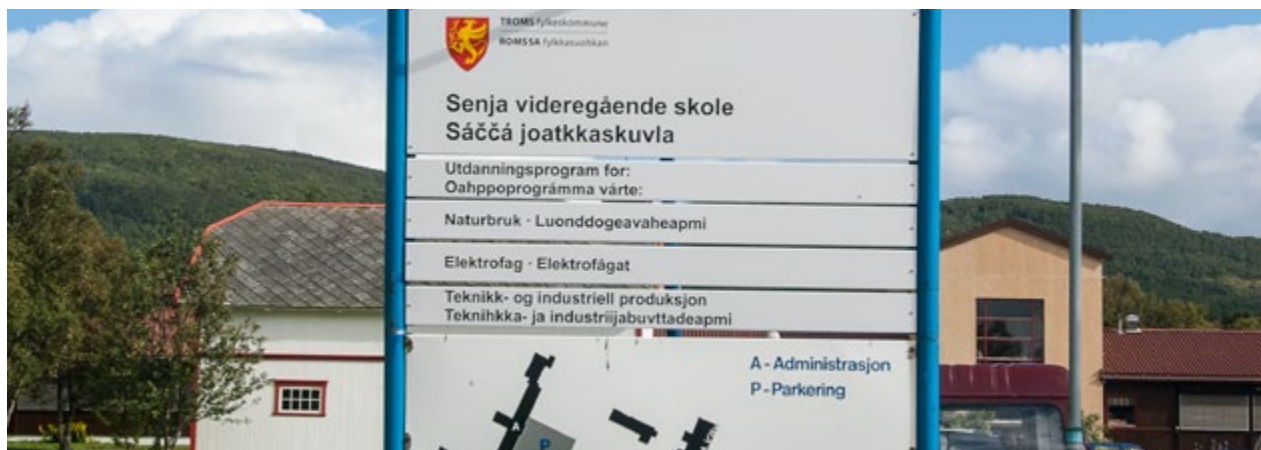 TROMS fylkeskommune
ROMSSA fylkkasuohkan
Senja videregående skole
Sáččá joatkkaskuvla
Utdanningsprogram for:
Oahppoprográmma várte:
Naturbruk · Luonddogeavaheapmi
Elektrofag · Elektrofágat
Teknikk- og industriell produksjon
Teknihkka- ja industriijabuvttadeapmi
A - Administrasjon
P - Parkering
A
P